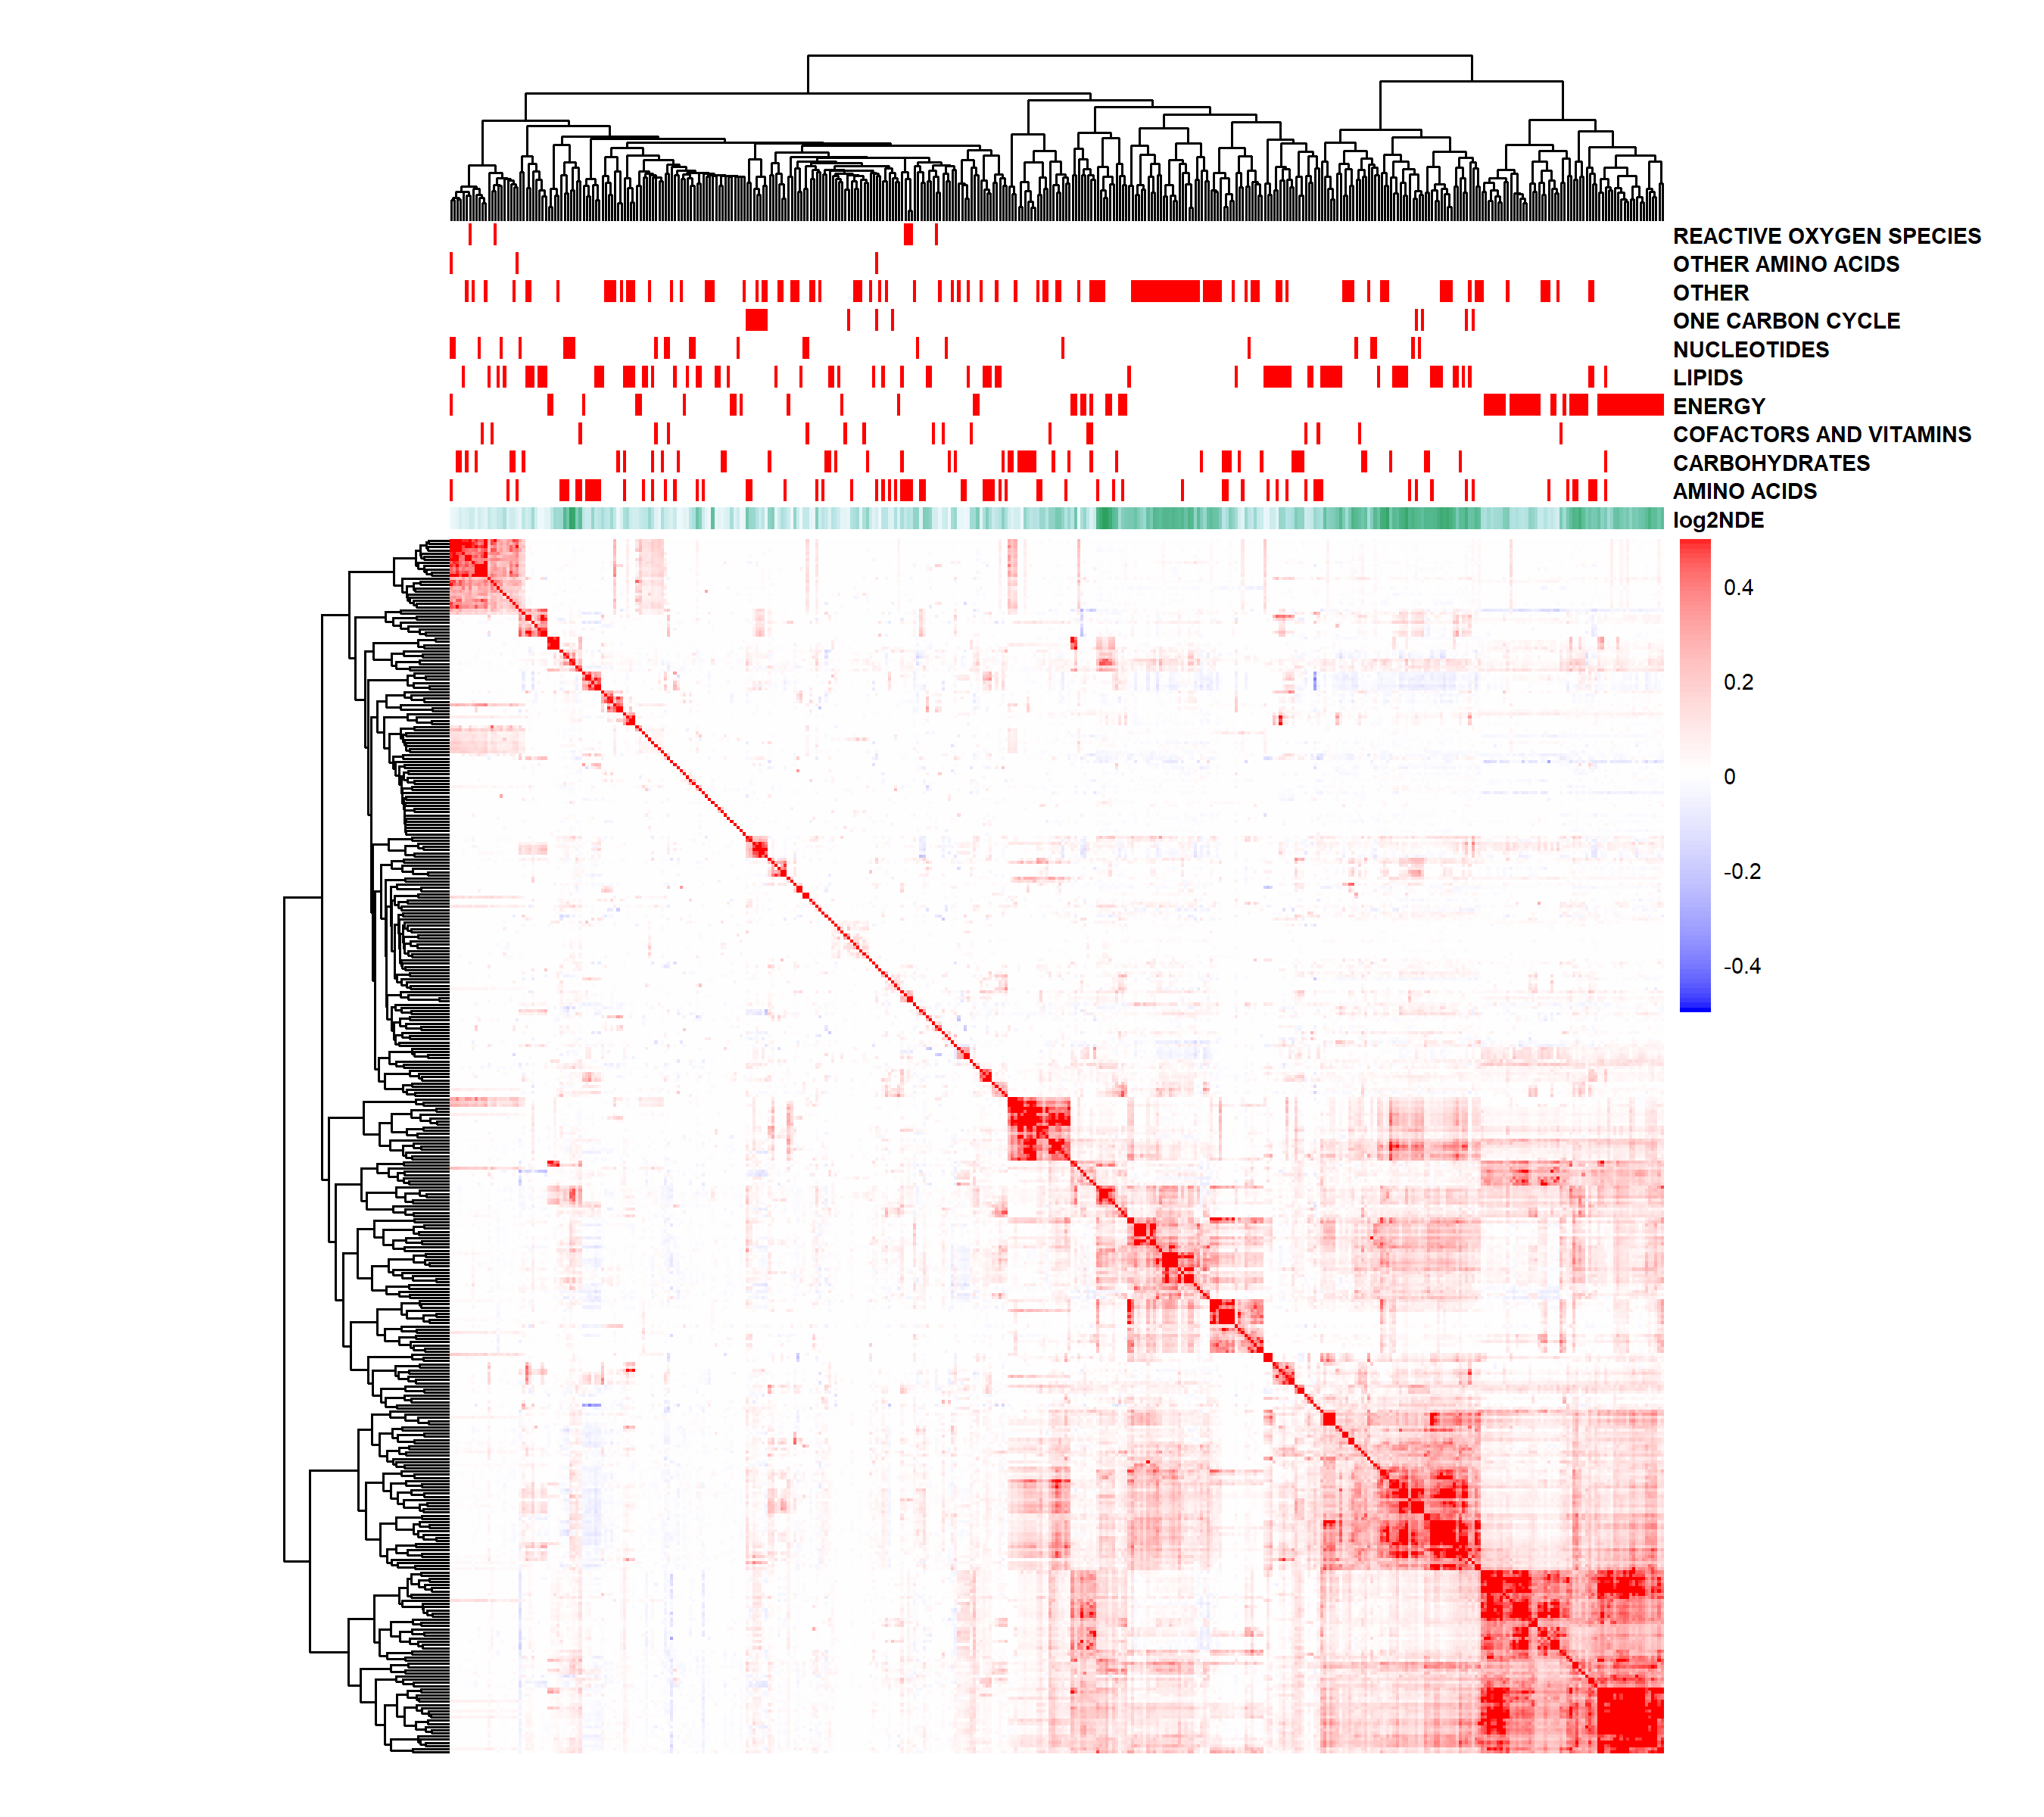 REACTIVE OXYGEN SPECIES
OTHER AMINO ACIDS
OTHER
ONE CARBON CYCLE
NUCLEOTIDES
LIPIDS
ENERGY
COFACTORS AND VITAMINS
CARBOHYDRATES
AMINO ACIDS
log2NDE
0.4
0.2
0
-0.2
-0.4